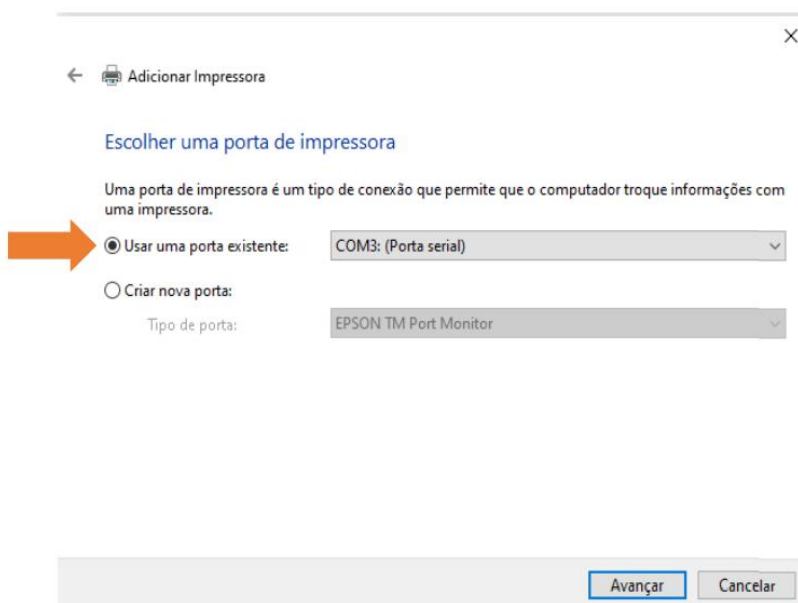 Adicionar Impressora
Escolher uma porta de impressora
Uma porta de impressora é um tipo de conexão que permite que o computador troque informações com
uma impressora.
Usar uma porta existente: COM3: (Porta serial)
Criar nova porta:
Tipo de porta: EPSON TM Port Monitor
Avançar Cancelar